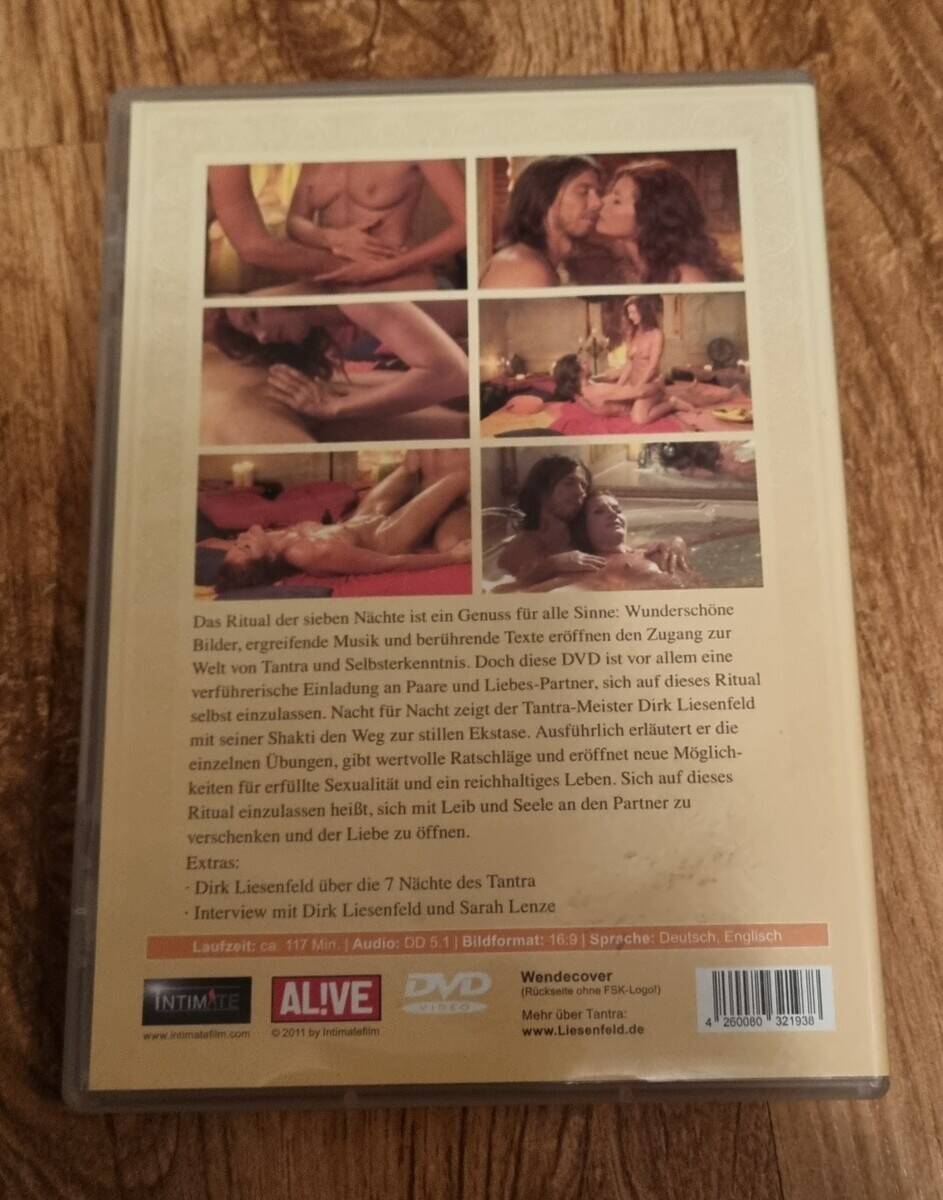 Das Ritual der sieben Nächte ist ein Genuss für alle Sinne: Wunderschöne
Bilder, ergreifende Musik und berührende Texte eröffnen den Zugang zur
Welt von Tantra und Selbsterkenntnis. Doch diese DVD ist vor allem eine
verführerische Einladung an Paare und Liebes-Partner, sich auf dieses Ritual
selbst einzulassen. Nacht für Nacht zeigt der Tantra-Meister Dirk Liesenfeld
mit seiner Shakti den Weg zur stillen Ekstase. Ausführlich erläutert er die
einzelnen Übungen, gibt wertvolle Ratschläge und eröffnet neue Möglich-
keiten für erfüllte Sexualität und ein reichhaltiges Leben. Sich auf dieses
Ritual einzulassen heißt, sich mit Leib und Seele an den Partner zu
verschenken und der Liebe zu öffnen.
Extras:
· Dirk Liesenfeld über die 7 Nächte des Tantra
· Interview mit Dirk Liesenfeld und Sarah Lenze
Laufzeit: ca. 117 Min. | Audio: DD 5.1 | Bildformat: 16:9 | Sprache: Deutsch, Englisch
INTIMATE
www.intimatefilm.com
AL!VE
© 2011 by Intimatefilm
DVD
VIDEO
Wendecover
(Rückseite ohne FSK-Logo!)
Mehr über Tantra:
www.Liesenfeld.de
4 260080 321938